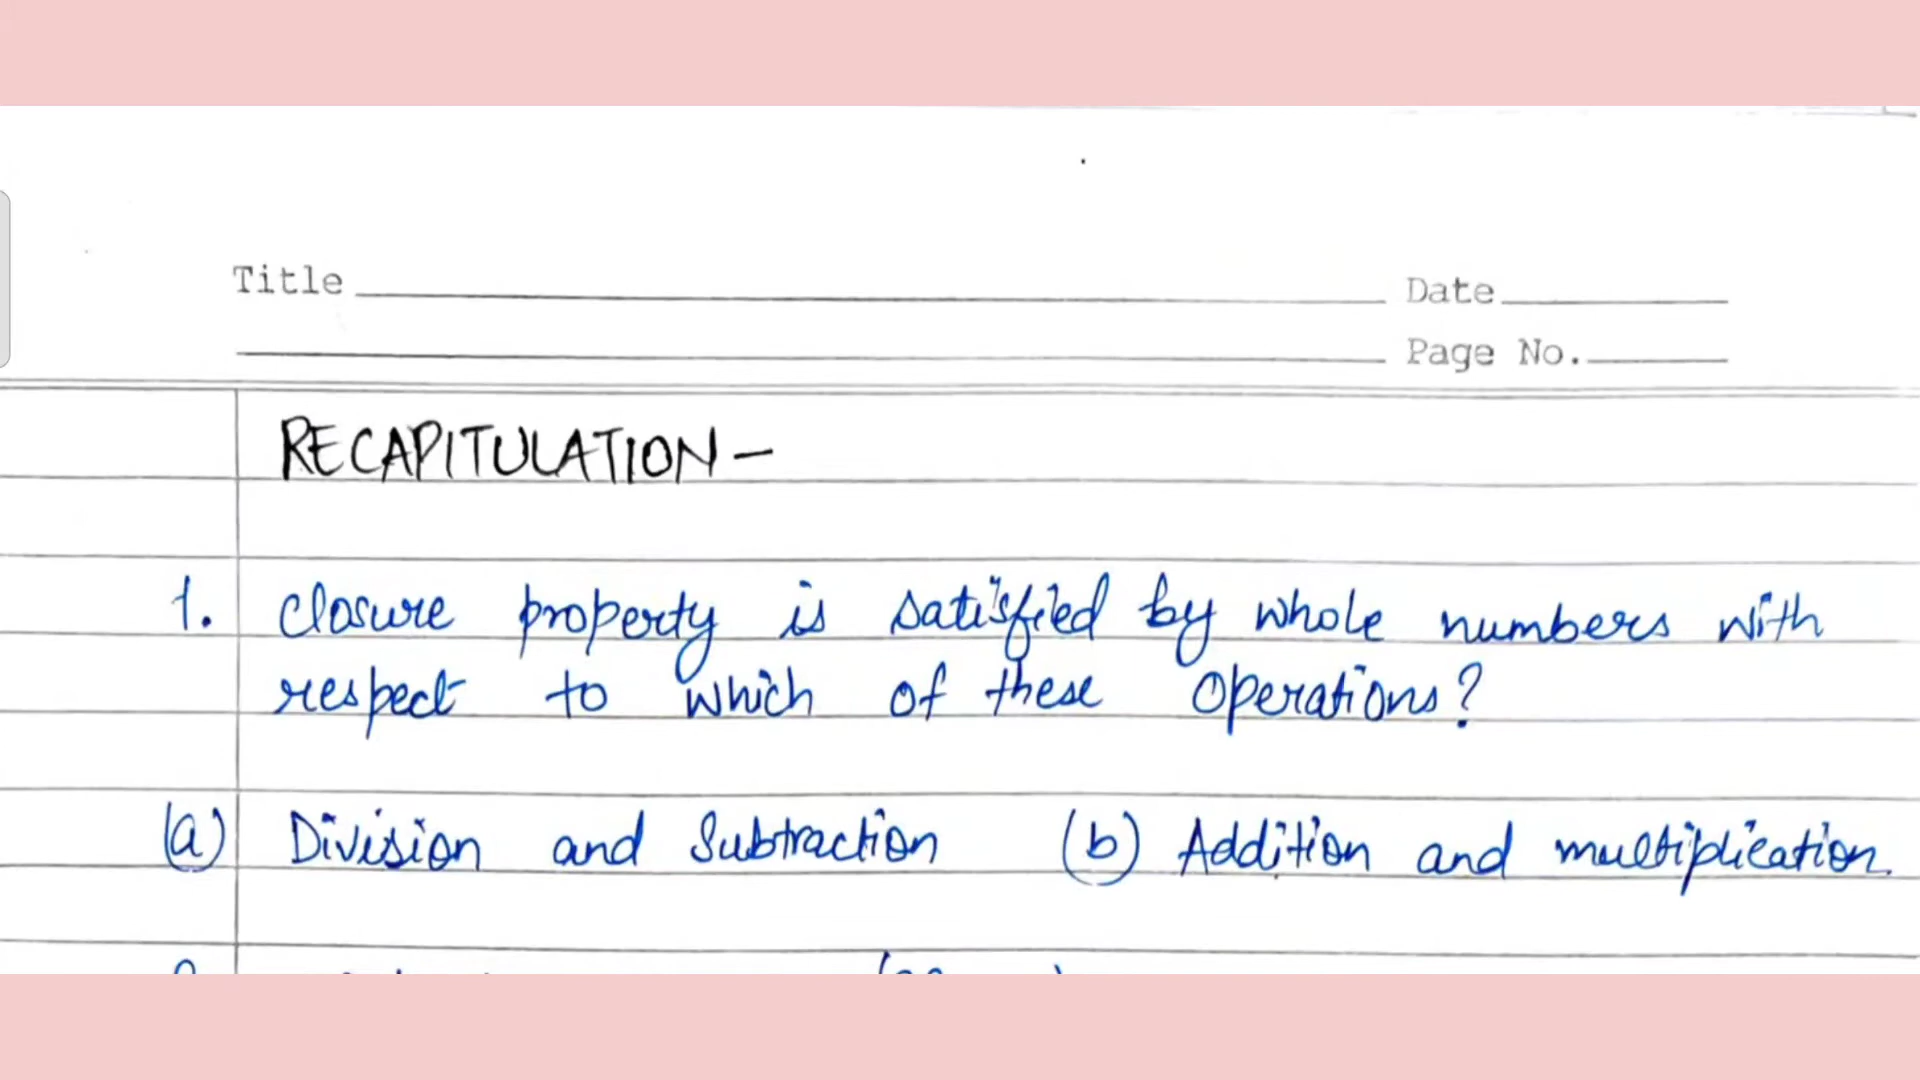 Title Date
Page No.
RECAPITULATION –
1. Closure property is satisfied by whole numbers with
respect to which of these Operations?
(a) Division and Subtraction (b) Addition and multiplication.